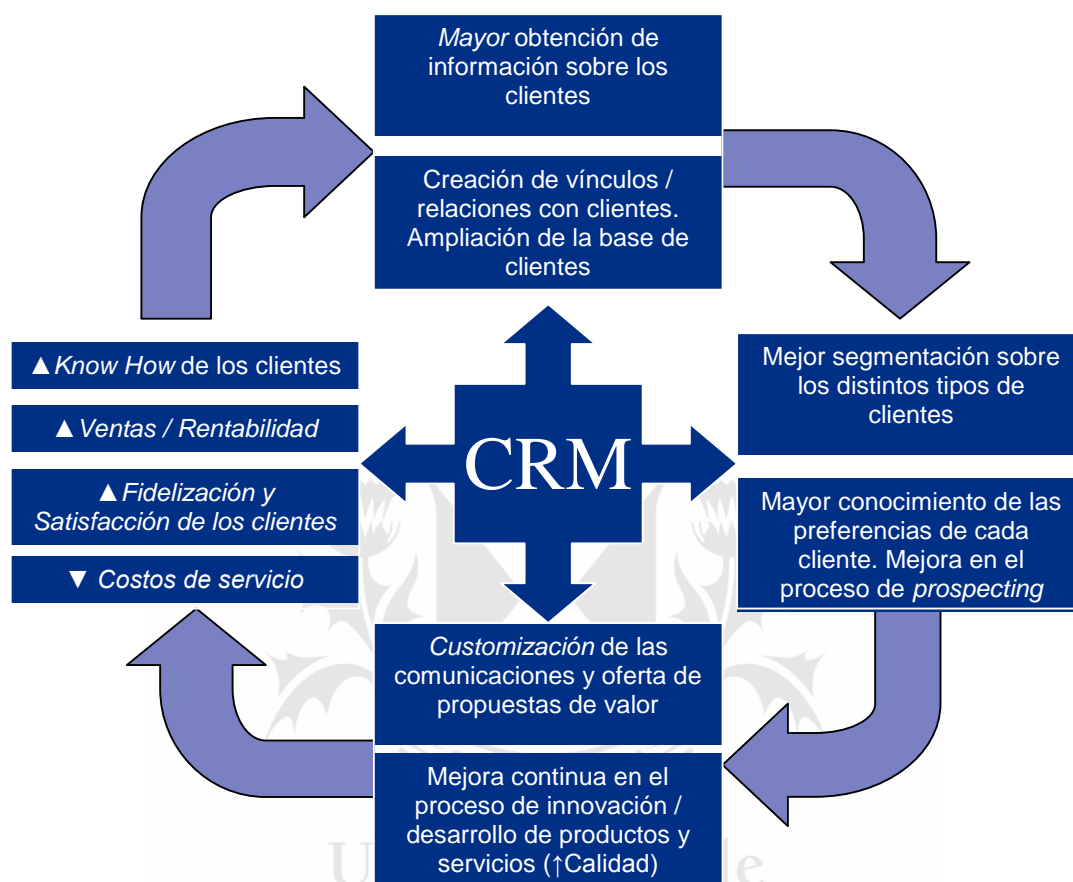 Mayor obtención de
información sobre los
clientes
Creación de vínculos /
relaciones con clientes.
Ampliación de la base de
clientes
▲Know How de los clientes
▲Ventas / Rentabilidad
▲Fidelización y
Satisfacción de los clientes
▼ Costos de servicio
CRM
Mejor segmentación sobre
los distintos tipos de
clientes
Mayor conocimiento de las
preferencias de cada
cliente. Mejora en el
proceso de prospecting
Customización de las
comunicaciones y oferta de
propuestas de valor
Mejora continua en el
proceso de innovación /
desarrollo de productos y
servicios (↑Calidad)